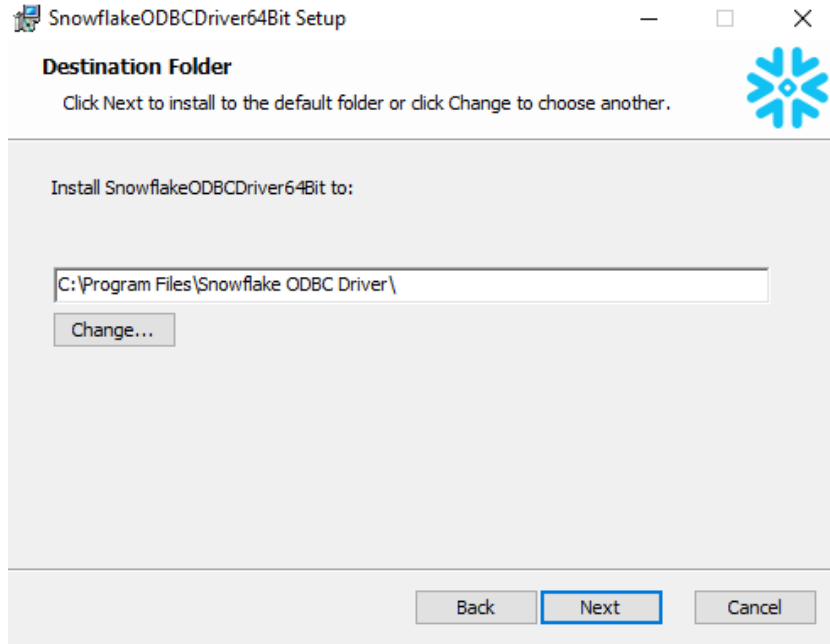 SnowflakeODBCDriver64Bit Setup
Destination Folder
Click Next to install to the default folder or click Change to choose another.
Install SnowflakeODBCDriver64Bit to:
C:\Program Files\Snowflake ODBC Driver\
Change...
Back Next Cancel